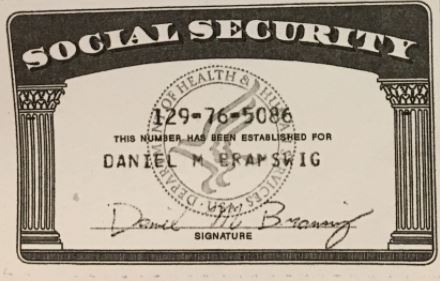 SOCIAL SECURITY
DEPARTMENT OF HEALTH & HUMAN SERVICES · USA
129-76-5086
THIS NUMBER HAS BEEN ESTABLISHED FOR
DANIEL M BRAMSWIG
Daniel M
SIGNATURE